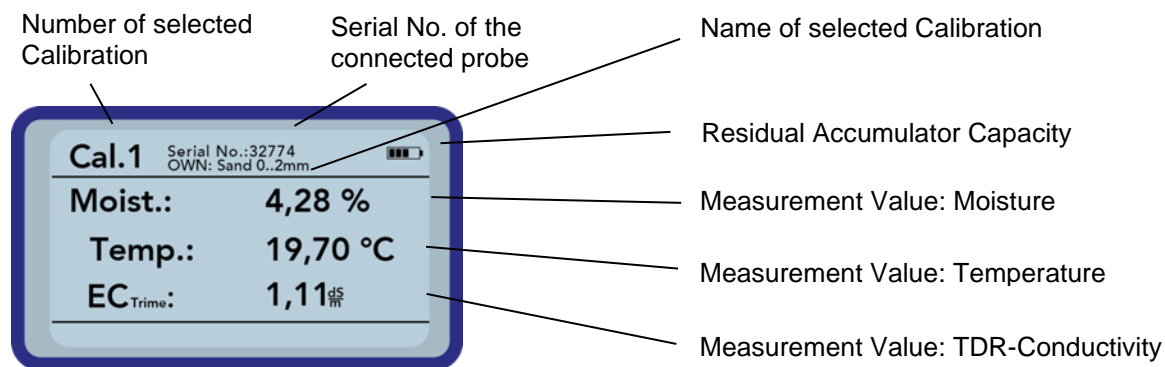 Number of selected
Calibration
Serial No. of the
connected probe
Name of selected Calibration
Residual Accumulator Capacity
Cal.1
Serial No.:32774
OWN: Sand 0..2mm
Moist.: 4,28 %
Measurement Value: Moisture
Temp.: 19,70 °C
Measurement Value: Temperature
ECTrime: 1,11 dS/m
Measurement Value: TDR-Conductivity